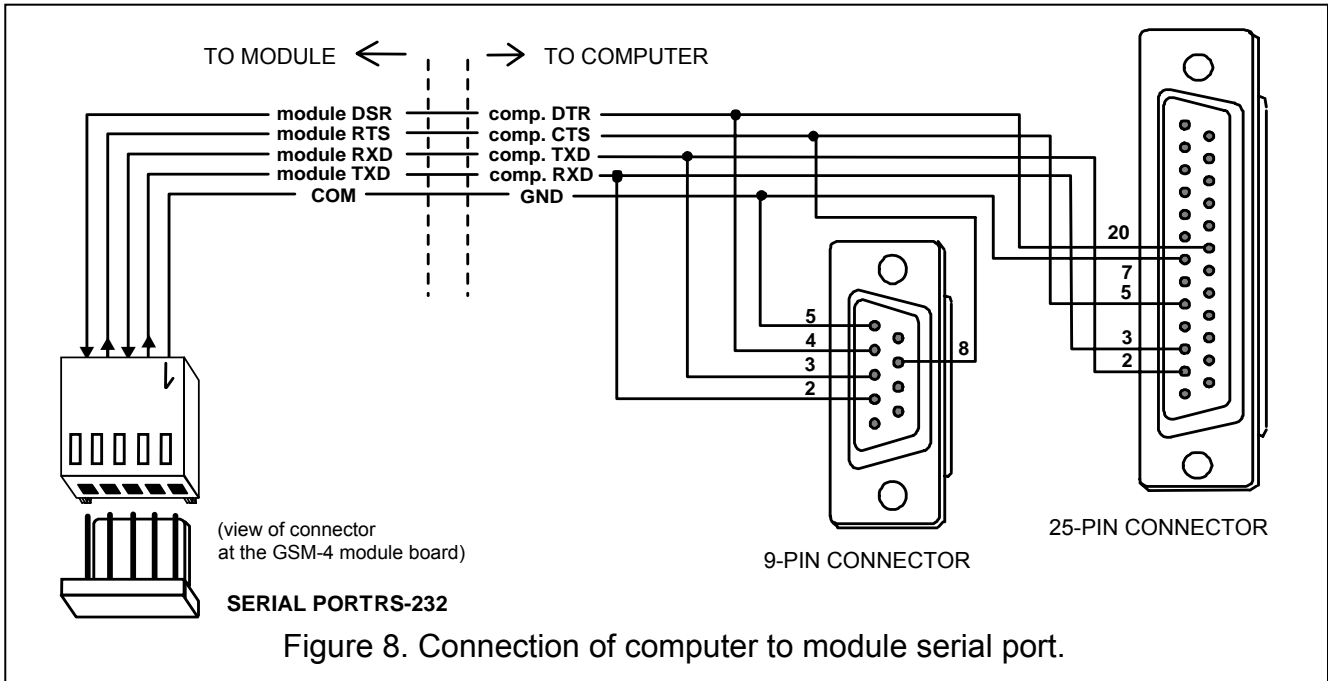 TO MODULE
TO COMPUTER
module DSR
comp. DTR
module RTS
comp. CTS
module RXD
comp. TXD
module TXD
comp. RXD
COM
GND
20
7
5
3
2
5
4
3
2
8
(view of connector
at the GSM-4 module board)
SERIAL PORTRS-232
9-PIN CONNECTOR
25-PIN CONNECTOR
Figure 8. Connection of computer to module serial port.